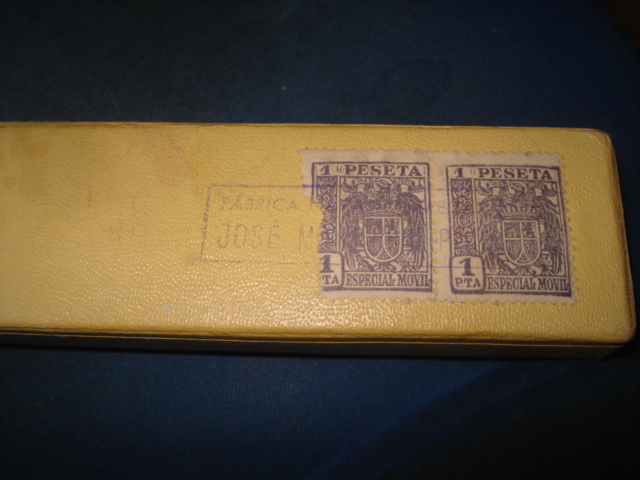 1 PESETA
1 PESETA
FÁBRICA
JOSÉ M
1 PTA
ESPECIAL MOVIL
1 PTA
ESPECIAL MOVIL